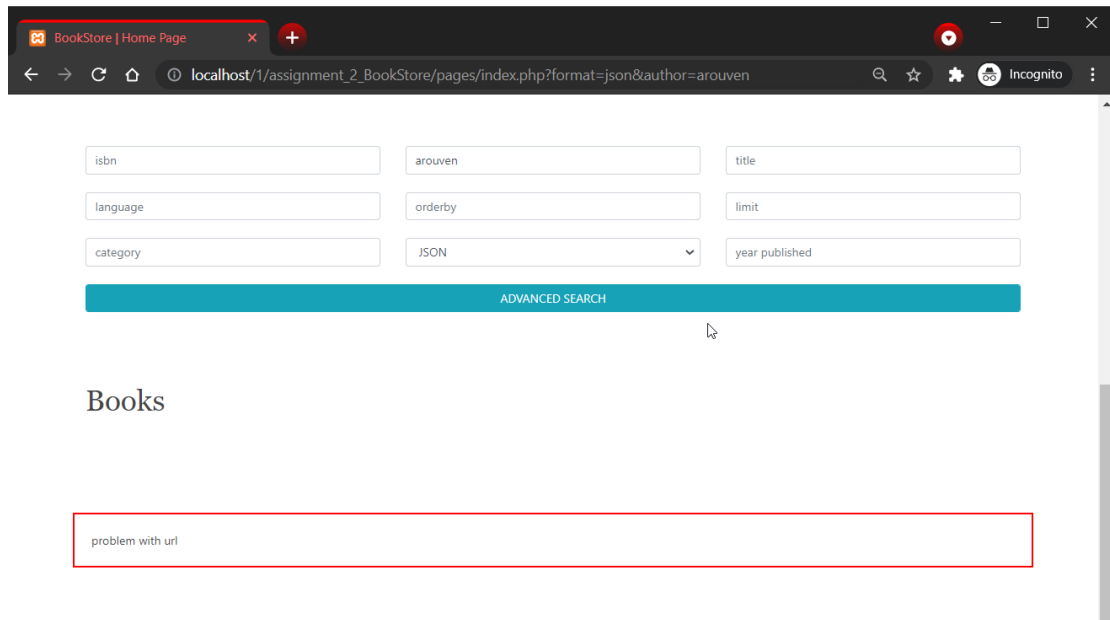 BookStore | Home Page
localhost/1/assignment_2_BookStore/pages/index.php?format=json&author=arouven
Incognito
isbn
arouven
title
language
orderby
limit
category
JSON
year published
ADVANCED SEARCH
Books
problem with url